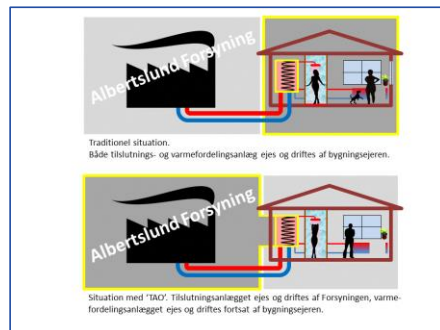 Albertslund Forsyning
Traditionel situation.
Både tilslutnings- og varmefordelingsanlæg ejes og driftes af bygningsejeren.
Albertslund Forsyning
Situation med 'TAO'. Tilslutningsanlægget ejes og driftes af Forsyningen, varme-
fordelingsanlægget ejes og driftes fortsat af bygningsejeren.